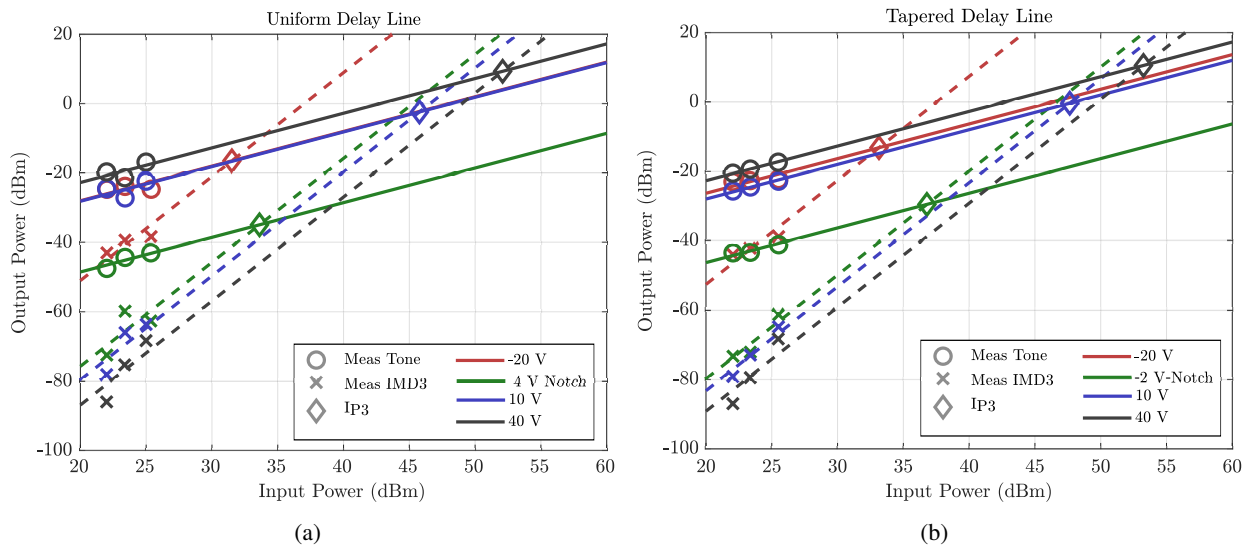 Uniform Delay Line
20
0
-20
-40
-60
-80
-100
Output Power (dBm)
20 25 30 35 40 45 50 55 60
Input Power (dBm)
Meas Tone
Meas IMD3
IP3
-20 V
4 V Notch
10 V
40 V
(a)
Tapered Delay Line
20
0
-20
-40
-60
-80
-100
Output Power (dBm)
20 25 30 35 40 45 50 55 60
Input Power (dBm)
Meas Tone
Meas IMD3
IP3
-20 V
-2 V-Notch
10 V
40 V
(b)